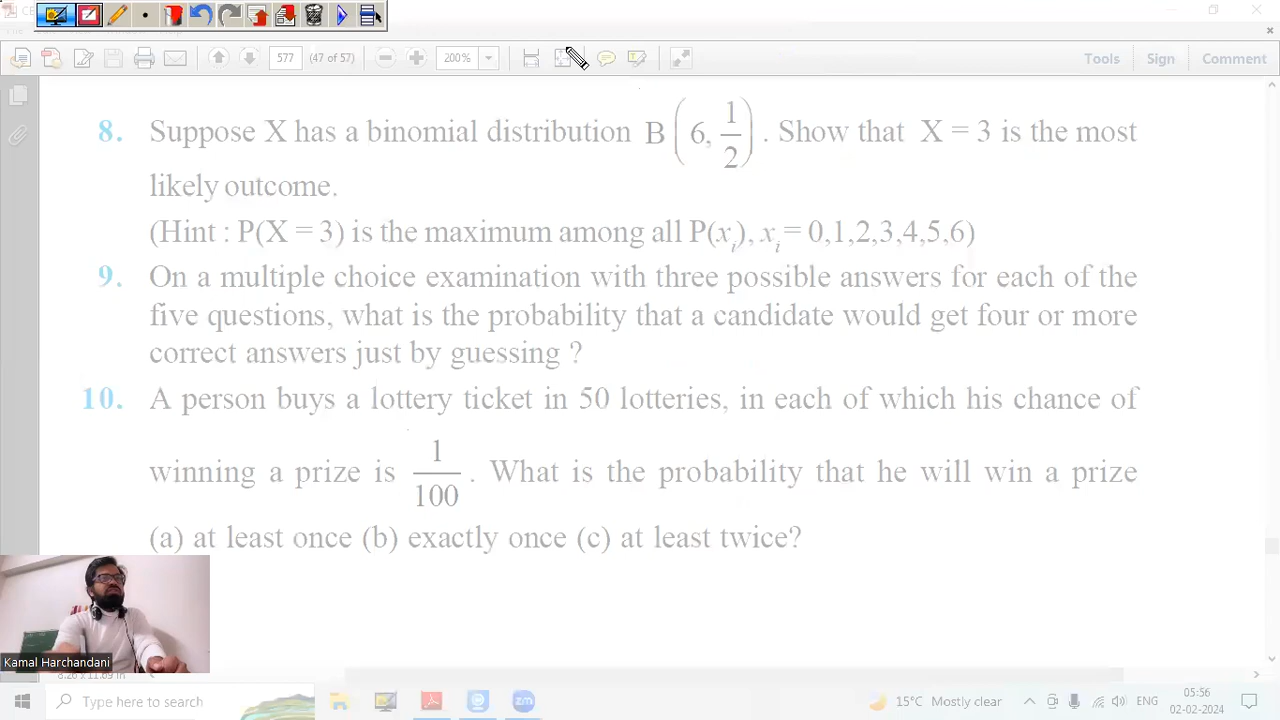 577
(47 of 57)
200%
Tools
Sign
Comment
8. Suppose X has a binomial distribution B(6, 1/2). Show that X = 3 is the most
likely outcome.
(Hint : P(X = 3) is the maximum among all P(xᵢ), xᵢ = 0,1,2,3,4,5,6)
9. On a multiple choice examination with three possible answers for each of the
five questions, what is the probability that a candidate would get four or more
correct answers just by guessing ?
10. A person buys a lottery ticket in 50 lotteries, in each of which his chance of
winning a prize is 1/100. What is the probability that he will win a prize
(a) at least once (b) exactly once (c) at least twice?
Kamal Harchandani
8.26 x 11.69 in
Type here to search
15°C Mostly clear
ENG
05:56
02-02-2024